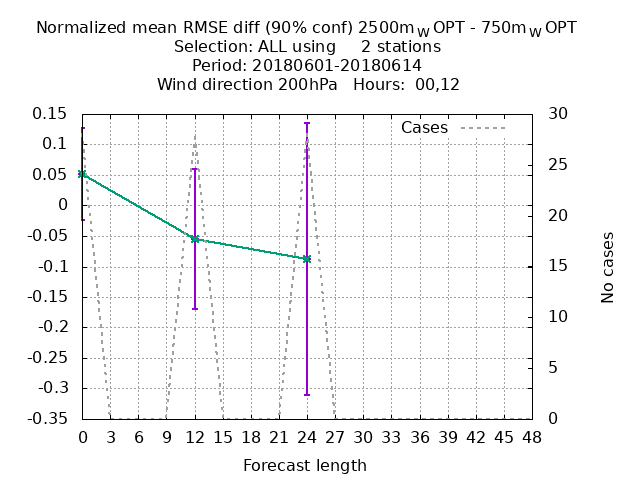 Normalized mean RMSE diff (90% conf) 2500m_W OPT - 750m_W OPT
Selection: ALL using 2 stations
Period: 20180601-20180614
Wind direction 200hPa Hours: 00,12
Cases
0.15
0.1
0.05
0
-0.05
-0.1
-0.15
-0.2
-0.25
-0.3
-0.35
30
25
20
15
10
5
0
No cases
0 3 6 9 12 15 18 21 24 27 30 33 36 39 42 45 48
Forecast length